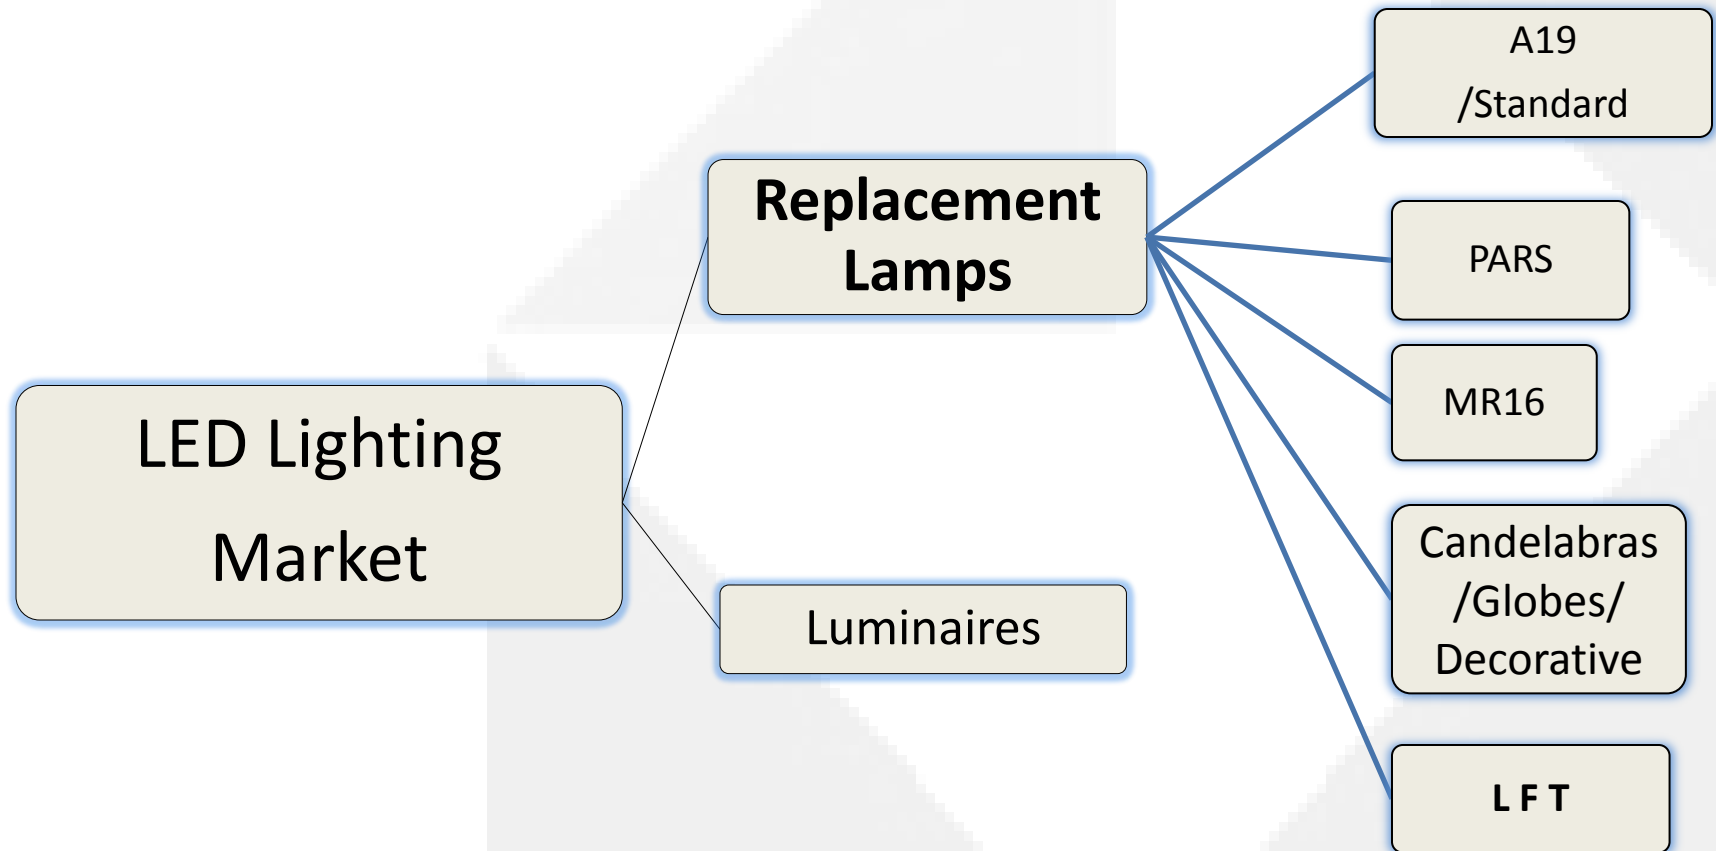 LED Lighting
Market
Replacement
Lamps
Luminaires
A19
/Standard
PARS
MR16
Candelabras
/Globes/
Decorative
L F T